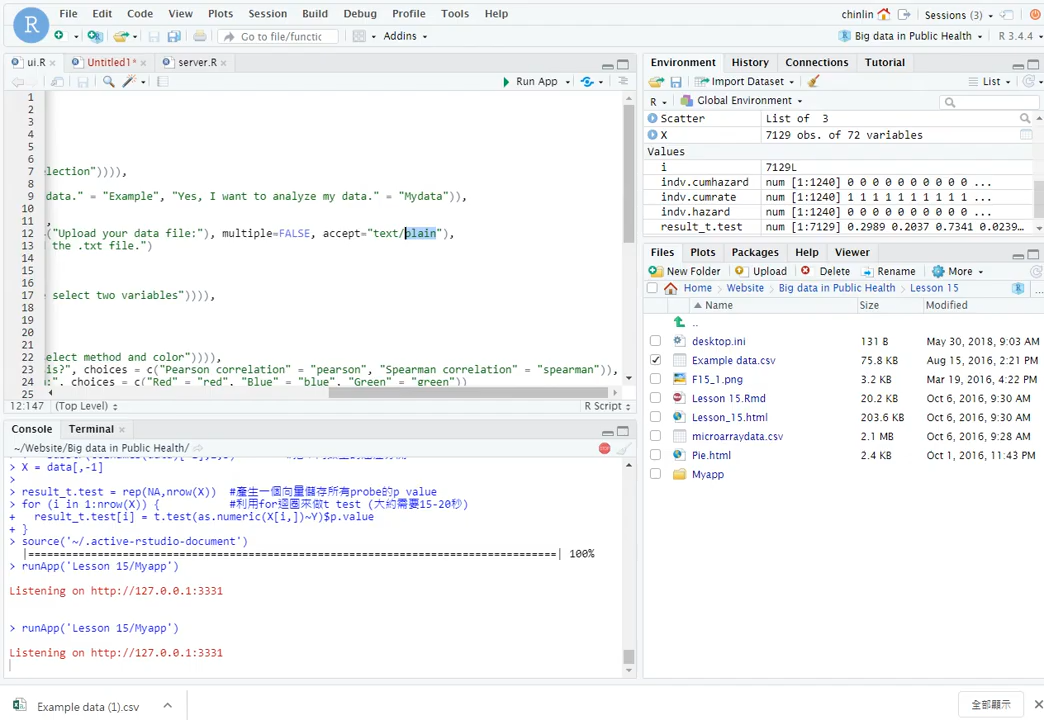 R File Edit Code View Plots Session Build Debug Profile Tools Help
chinlin Sessions (3)
Go to file/functic Addins
Big data in Public Health R 3.4.4
ui.R × Untitled1* × server.R ×
Run App
1
2
3
4
5
6
7 lection")))),
8
9 data." = "Example", "Yes, I want to analyze my data." = "Mydata")),
10
11 ,
12 ("Upload your data file:"), multiple=FALSE, accept="text/plain"),
13 the .txt file.")
14
15
16
17 select two variables")))),
18
19
20
21
22 select method and color")))),
23 is?", choices = c("Pearson correlation" = "pearson", "Spearman correlation" = "spearman")),
24 :", choices = c("Red" = "red", "Blue" = "blue", "Green" = "green"))
25
12:147 (Top Level) R Script
Console Terminal ×
~/Website/Big data in Public Health/
> X = data[,-1]
>
> result_t.test = rep(NA,nrow(X)) #產生一個向量儲存所有probe的p value
> for (i in 1:nrow(X)) { #利用for迴圈來做t test (大約需要15-20秒)
+ result_t.test[i] = t.test(as.numeric(X[i,])~Y)$p.value
+ }
> source('~/.active-rstudio-document')
|================================================================================| 100%
> runApp('Lesson 15/Myapp')
Listening on http://127.0.0.1:3331
> runApp('Lesson 15/Myapp')
Listening on http://127.0.0.1:3331
Environment History Connections Tutorial
Import Dataset List
R Global Environment
Scatter List of 3
X 7129 obs. of 72 variables
Values
i 7129L
indv.cumhazard num [1:1240] 0 0 0 0 0 0 0 0 0 0 ...
indv.cumrate num [1:1240] 1 1 1 1 1 1 1 1 1 1 ...
indv.hazard num [1:1240] 0 0 0 0 0 0 0 0 0 0 ...
result_t.test num [1:7129] 0.2989 0.2037 0.7341 0.0239…
Files Plots Packages Help Viewer
New Folder Upload Delete Rename More
Home Website Big data in Public Health Lesson 15 ...
Name Size Modified
..
desktop.ini 131 B May 30, 2018, 9:03 AM
Example data.csv 75.8 KB Aug 15, 2016, 2:21 PM
F15_1.png 3.2 KB Mar 19, 2016, 4:22 PM
Lesson 15.Rmd 20.2 KB Oct 6, 2016, 9:30 AM
Lesson_15.html 203.6 KB Oct 6, 2016, 9:30 AM
microarraydata.csv 2.1 MB Oct 6, 2016, 9:28 AM
Pie.html 2.4 KB Oct 1, 2016, 11:43 PM
Myapp
Example data (1).csv
全部顯示